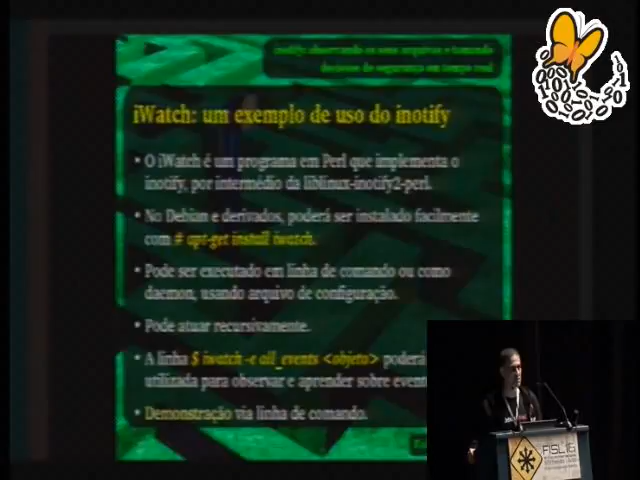 inotify: observando os seus arquivos e tomando
decisões de segurança em tempo real
iWatch: um exemplo de uso do inotify
• O iWatch é um programa em Perl que implementa o
inotify, por intermédio da liblinux-inotify2-perl.
• No Debian e derivados, poderá ser instalado facilmente
com # apt-get install iwatch.
• Pode ser executado em linha de comando ou como
daemon, usando arquivo de configuração.
• Pode atuar recursivamente.
• A linha $ iwatch -e all_events <objeto> poderá
utilizada para observar e aprender sobre
• Demonstração via linha de comando.
FISL 16